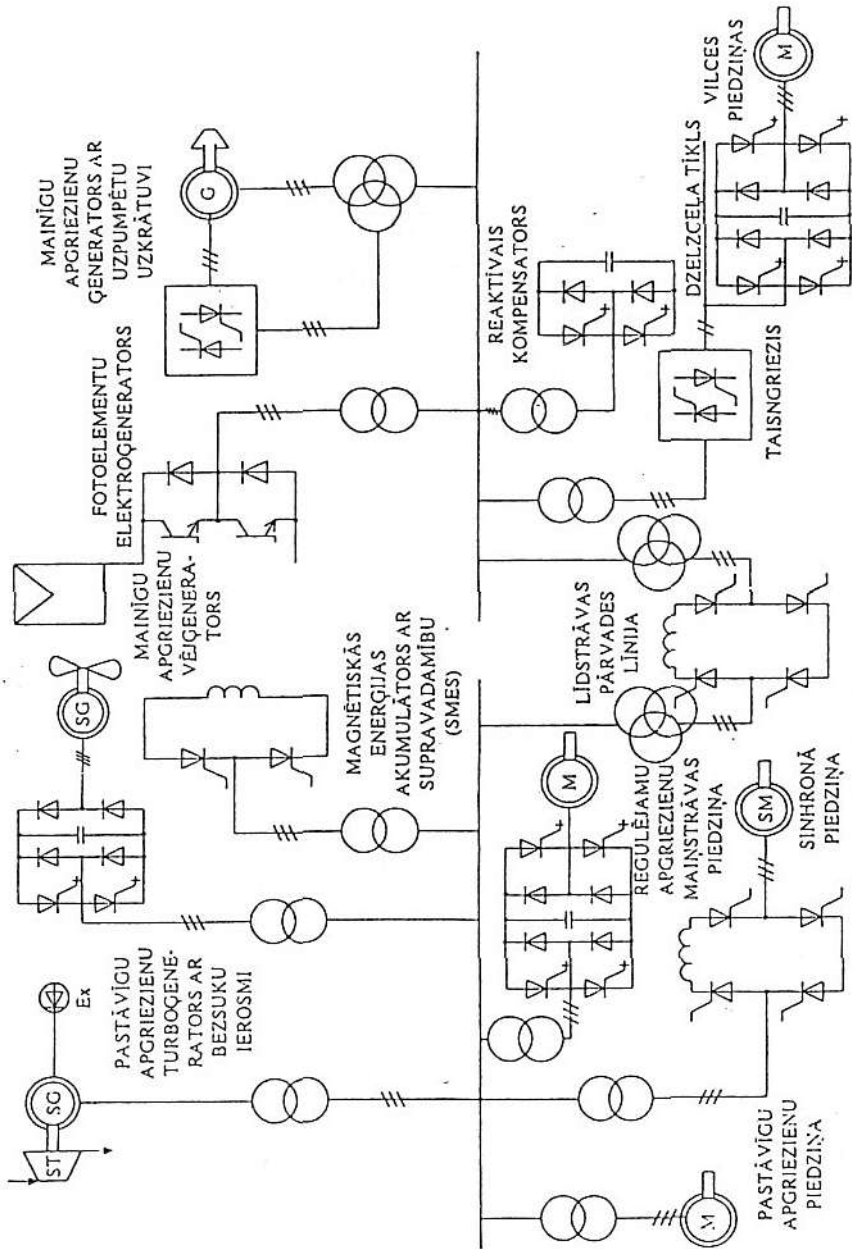 ST
SG
Ex
PASTĀVĪGU
APGRIEZIENU
TURBOĢENE-
RATORS AR
BEZSUKU
IEROSMI
SG
MAINĪGU
APGRIEZIENU
VĒJĢENERA-
TORS
MAGNĒTISKĀS
ENERĢIJAS
AKUMULĀTORS AR
SUPRAVADAMĪBU
(SMES)
FOTOELEMENTU
ELEKTROĢENERATORS
MAINĪGU
APGRIEZIENU
ĢENERATORS AR
UZPUMPĒTU
UZKRĀTUVI
G
M
PASTĀVĪGU
APGRIEZIENU
PIEDZIŅA
M
REGULĒJAMU
APGRIEZIENU
MAIŅSTRĀVAS
PIEDZIŅA
SM
SINHRONĀ
PIEDZIŅA
LĪDSTRĀVAS
PĀRVADES
LĪNIJA
REAKTĪVAIS
KOMPENSATORS
TAISNGRIEZIS
DZELZCEĻA TĪKLS
VILCES
PIEDZIŅAS
M